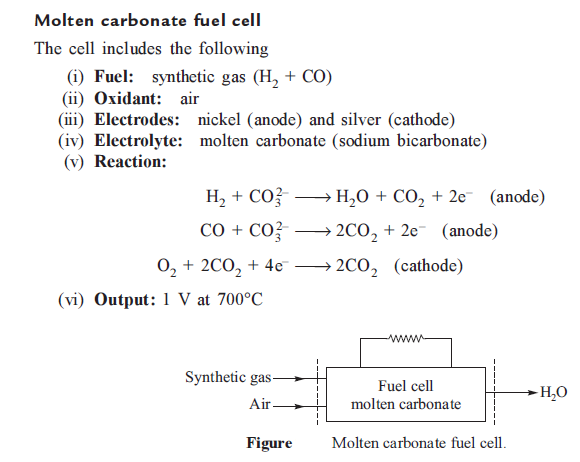 Molten carbonate fuel cell
The cell includes the following
(i) Fuel: synthetic gas (H₂ + CO)
(ii) Oxidant: air
(iii) Electrodes: nickel (anode) and silver (cathode)
(iv) Electrolyte: molten carbonate (sodium bicarbonate)
(v) Reaction:
H₂ + CO₃²⁻ ⟶ H₂O + CO₂ + 2e⁻ (anode)
CO + CO₃²⁻ ⟶ 2CO₂ + 2e⁻ (anode)
O₂ + 2CO₂ + 4e⁻ ⟶ 2CO₂ (cathode)
(vi) Output: 1 V at 700°C
Synthetic gas
Air
Fuel cell
molten carbonate
H₂O
Figure Molten carbonate fuel cell.